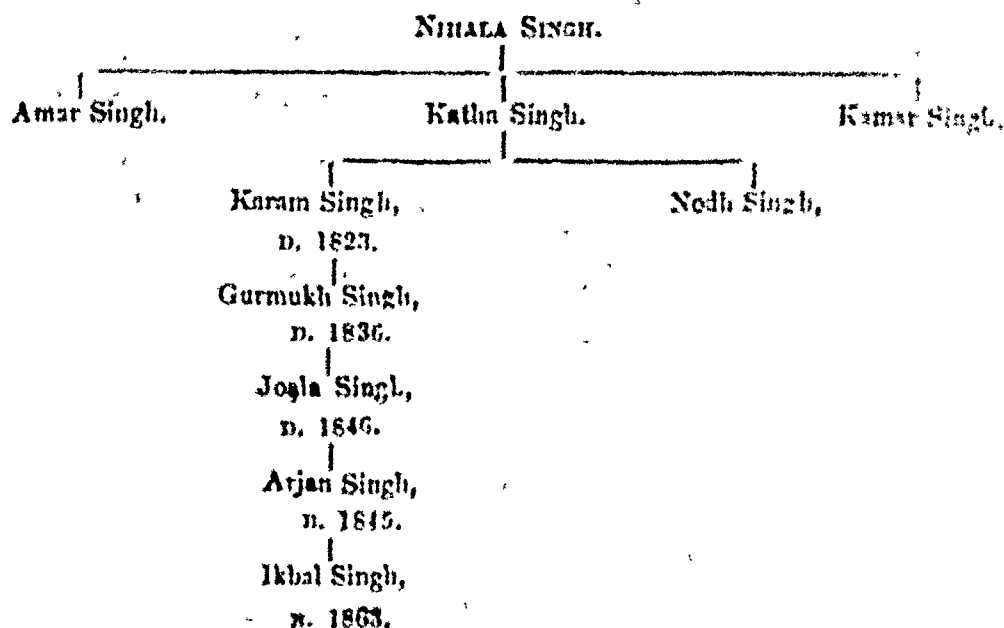 NIHALA SINGH.
Amar Singh. Katha Singh. Kamar Singh.
Karam Singh, Nodh Singh,
D. 1823.
Gurmukh Singh,
D. 1836.
Singh,
D. 1846.
Arjan Singh,
B. 1845.
Ikbal Singh,
B. 1863.